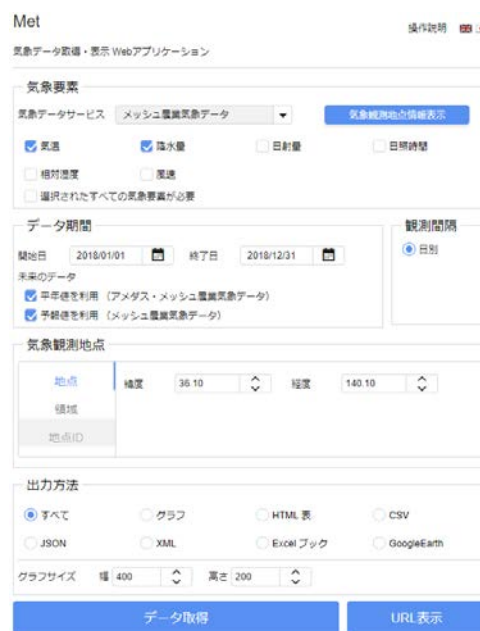 Met
操作説明
気象データ取得・表示 Webアプリケーション
気象要素
気象データサービス メッシュ農業気象データ 気象観測地点情報表示
気温 降水量 日射量 日照時間
相対湿度 風速
選択されたすべての気象要素が必要
データ期間 観測間隔
開始日 2018/01/01 終了日 2018/12/31 日別
未来のデータ
平年値を利用 (アメダス・メッシュ農業気象データ)
予報値を利用 (メッシュ農業気象データ)
気象観測地点
地点 緯度 36.10 経度 140.10
領域
地点ID
出力方法
すべて グラフ HTML 表 CSV
JSON XML Excel ブック GoogleEarth
グラフサイズ 幅 400 高さ 200
データ取得 URL表示